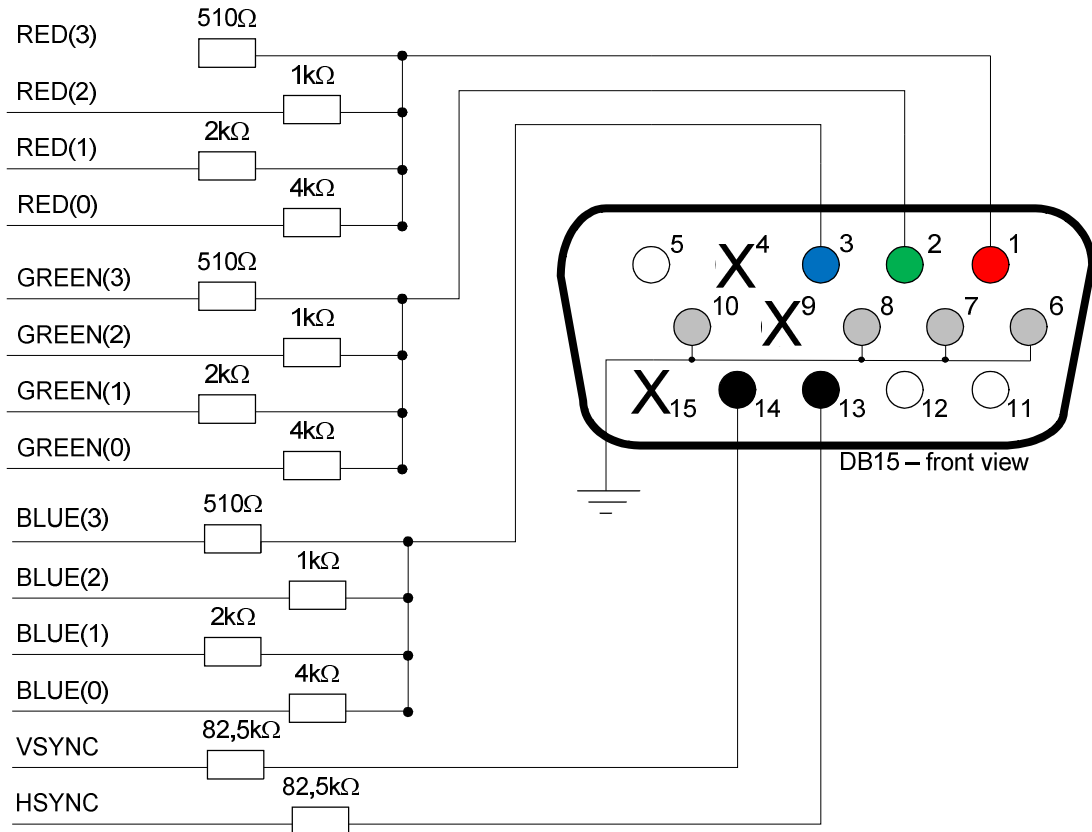 510Ω
RED(3)
1kΩ
RED(2)
2kΩ
RED(1)
4kΩ
RED(0)
510Ω
GREEN(3)
1kΩ
GREEN(2)
2kΩ
GREEN(1)
4kΩ
GREEN(0)
510Ω
BLUE(3)
1kΩ
BLUE(2)
2kΩ
BLUE(1)
4kΩ
BLUE(0)
82,5kΩ
VSYNC
82,5kΩ
HSYNC
5 X 4 3 2 1
10 X 9 8 7 6
X 15 14 13 12 11
DB15 – front view